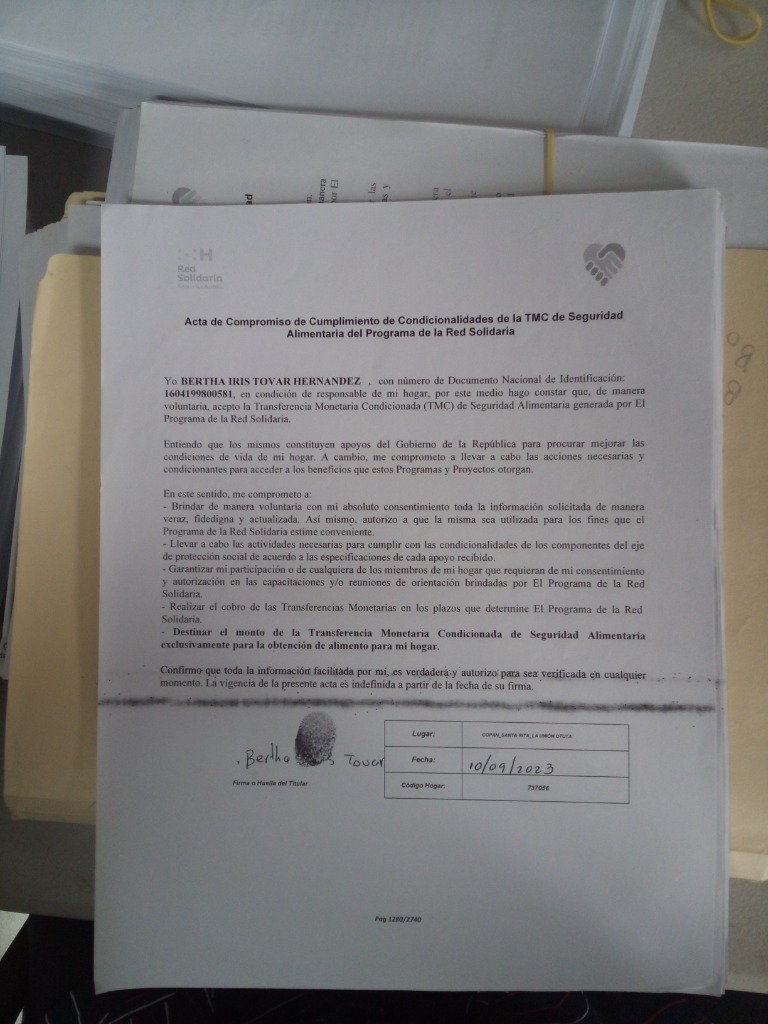 Red
Solidaria
Acta de Compromiso de Cumplimiento de Condicionalidades de la TMC de Seguridad
Alimentaria del Programa de la Red Solidaria
Yo BERTHA IRIS TOVAR HERNANDEZ , con número de Documento Nacional de Identificación:
1604199800581, en condición de responsable de mi hogar, por este medio hago constar que, de manera
voluntaria, acepto la Transferencia Monetaria Condicionada (TMC) de Seguridad Alimentaria generada por El
Programa de la Red Solidaria.
Entiendo que los mismos constituyen apoyos del Gobierno de la República para procurar mejorar las
condiciones de vida de mi hogar. A cambio, me comprometo a llevar a cabo las acciones necesarias y
condicionantes para acceder a los beneficios que estos Programas y Proyectos otorgan.
En este sentido, me comprometo a:
- Brindar de manera voluntaria con mi absoluto consentimiento toda la información solicitada de manera
veraz, fidedigna y actualizada. Así mismo, autorizo a que la misma sea utilizada para los fines que el
Programa de la Red Solidaria estime conveniente.
- Llevar a cabo las actividades necesarias para cumplir con las condicionalidades de los componentes del eje
de protección social de acuerdo a las especificaciones de cada apoyo recibido.
- Garantizar mi participación o de cualquiera de los miembros de mi hogar que requieran de mi consentimiento
y autorización en las capacitaciones y/o reuniones de orientación brindadas por El Programa de la Red
Solidaria.
- Realizar el cobro de las Transferencias Monetarias en los plazos que determine El Programa de la Red
Solidaria.
- Destinar el monto de la Transferencia Monetaria Condicionada de Seguridad Alimentaria
exclusivamente para la obtención de alimento para mi hogar.
Confirmo que toda la información facilitada por mí, es verdadera y autorizo para sea verificada en cualquier
momento. La vigencia de la presente acta es indefinida a partir de la fecha de su firma.
Bertha Tovar
Firma o Huella del Titular
Lugar: COPAN_SANTA RITA_LA UNION OTUTA
Fecha: 10/09/2023
Código Hogar: 737058
Pag 1280/2740